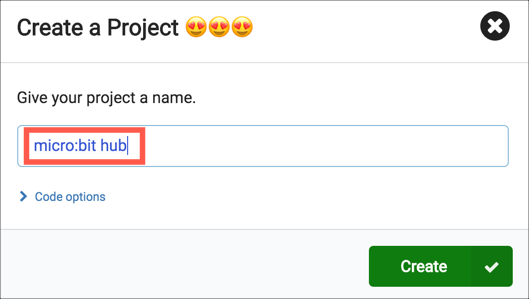 Create a Project 😍😍😍
Give your project a name.
micro:bit hub
Code options
Create